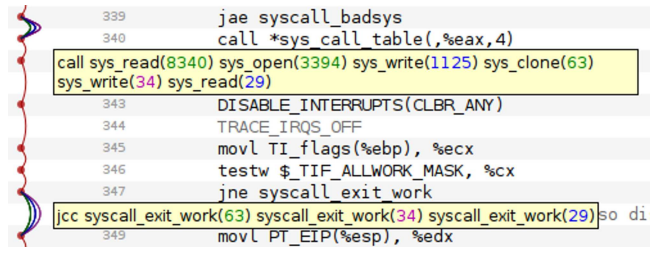 339 jae syscall_badsys
340 call *sys_call_table(,%eax,4)
call sys_read(8340) sys_open(3394) sys_write(1125) sys_clone(63)
sys_write(34) sys_read(29)
343 DISABLE_INTERRUPTS(CLBR_ANY)
344 TRACE_IRQS_OFF
345 movl TI_flags(%ebp), %ecx
346 testw $_TIF_ALLWORK_MASK, %cx
347 jne syscall_exit_work
jcc syscall_exit_work(63) syscall_exit_work(34) syscall_exit_work(29) so di
349 movl PT_EIP(%esp), %edx